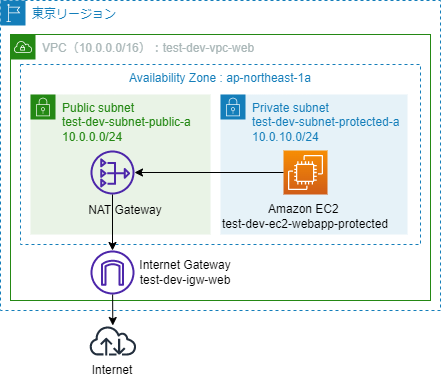 東京リージョン
VPC（10.0.0.0/16）：test-dev-vpc-web
Availability Zone : ap-northeast-1a
Public subnet
test-dev-subnet-public-a
10.0.0.0/24
Private subnet
test-dev-subnet-protected-a
10.0.10.0/24
NAT Gateway
Amazon EC2
test-dev-ec2-webapp-protected
Internet Gateway
test-dev-igw-web
Internet